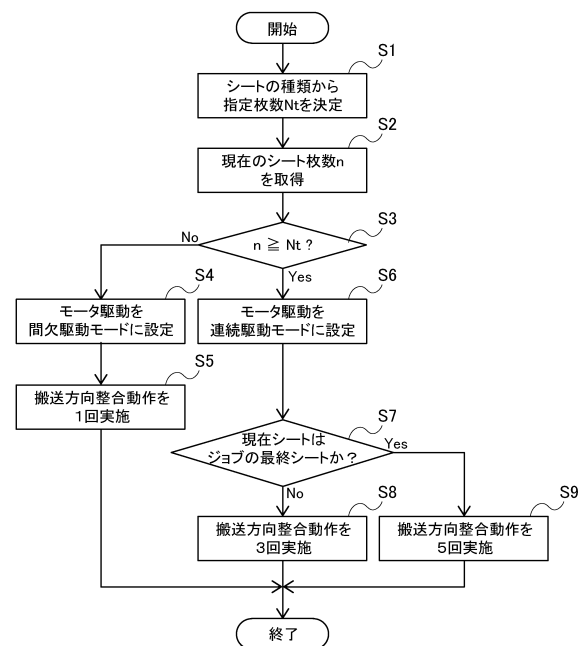 開始
S1
シートの種類から
指定枚数Ntを決定
S2
現在のシート枚数n
を取得
S3
n ≧ Nt ?
No
Yes
S4
モータ駆動を
間欠駆動モードに設定
S6
モータ駆動を
連続駆動モードに設定
S5
搬送方向整合動作を
1回実施
S7
現在シートは
ジョブの最終シートか？
Yes
No
S8
搬送方向整合動作を
3回実施
S9
搬送方向整合動作を
5回実施
終了